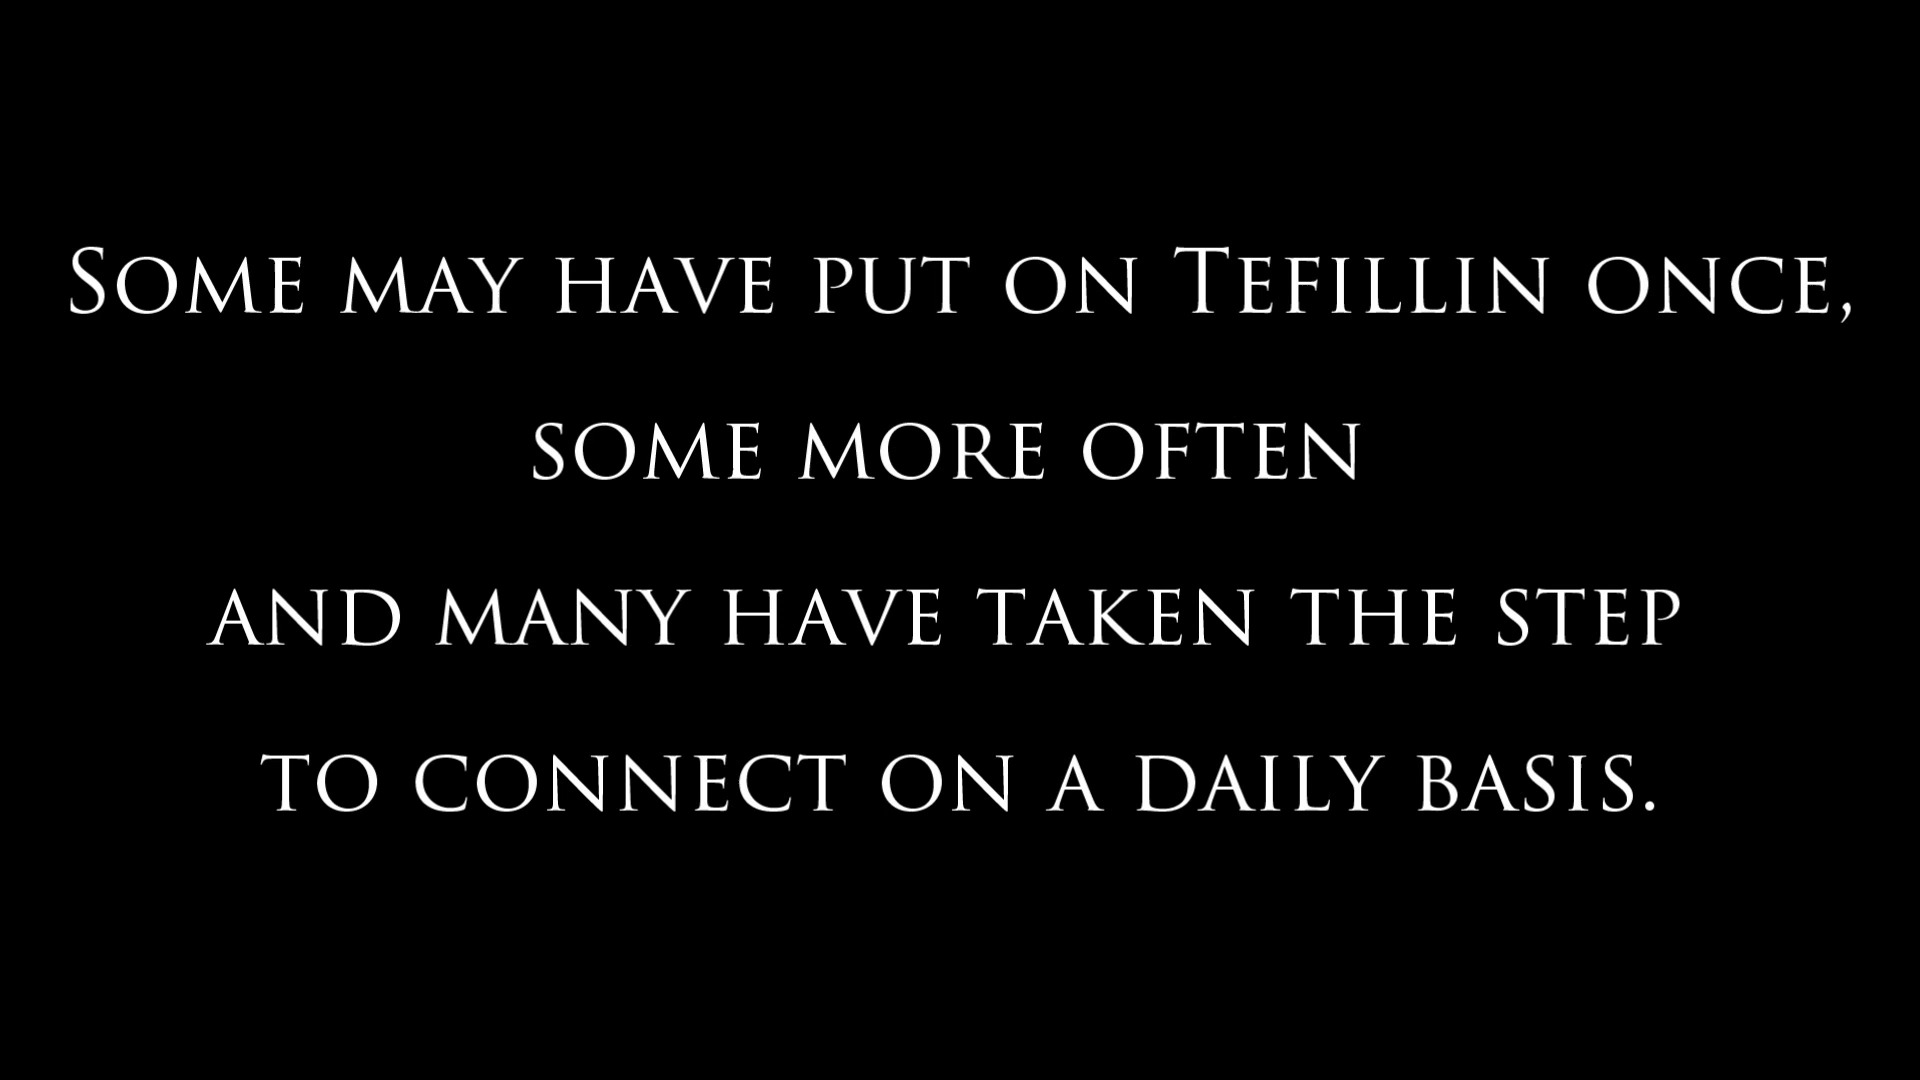 Some may have put on Tefillin once,
some more often
and many have taken the step
to connect on a daily basis.